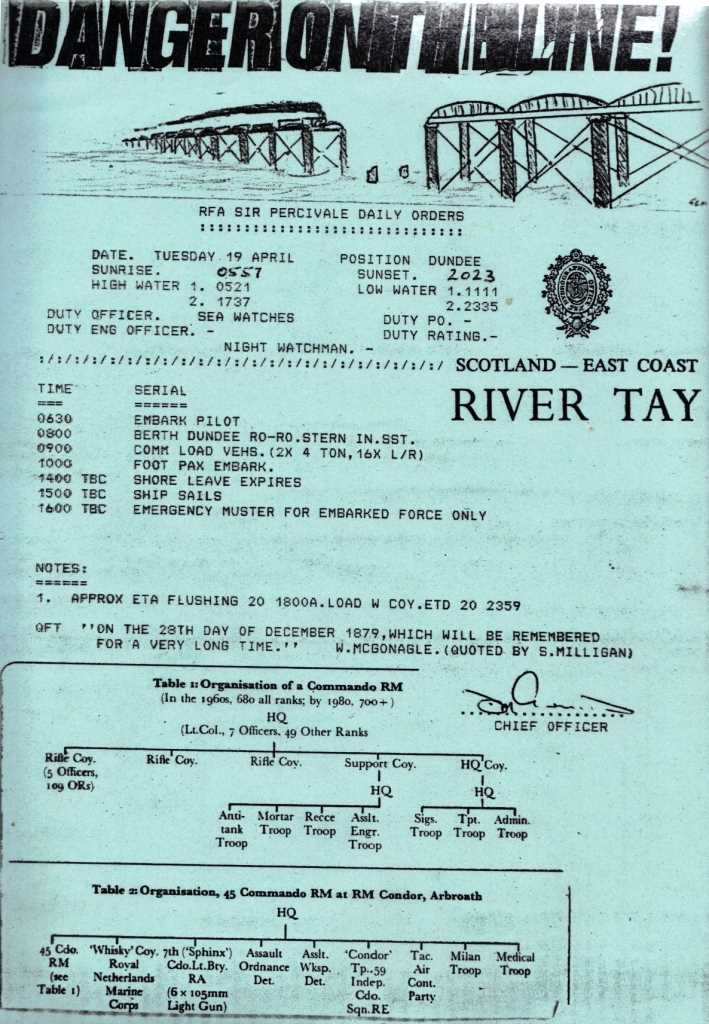 DANGER ON THE LINE!
RFA SIR PERCIVALE DAILY ORDERS
::::::::::::::::::::::::::::::
DATE. TUESDAY 19 APRIL POSITION DUNDEE
SUNRISE. 0557 SUNSET. 2023
HIGH WATER 1. 0521 LOW WATER 1.1111
2. 1737 2.2335
DUTY OFFICER. SEA WATCHES DUTY PO. -
DUTY ENG OFFICER. - DUTY RATING.-
NIGHT WATCHMAN. -
:/:/:/:/:/:/:/:/:/:/:/:/:/:/:/:/:/:/:/:/:/:/
SCOTLAND — EAST COAST
RIVER TAY
TIME SERIAL
=== ======
0630 EMBARK PILOT
0800 BERTH DUNDEE RO-RO.STERN IN.SST.
0900 COMM LOAD VEHS.(2X 4 TON,16X L/R)
1000 FOOT PAX EMBARK.
1400 TBC SHORE LEAVE EXPIRES
1500 TBC SHIP SAILS
1600 TBC EMERGENCY MUSTER FOR EMBARKED FORCE ONLY
NOTES:
======
1. APPROX ETA FLUSHING 20 1800A.LOAD W COY.ETD 20 2359
QFT ''ON THE 28TH DAY OF DECEMBER 1879,WHICH WILL BE REMEMBERED
FOR A VERY LONG TIME.'' W.MCGONAGLE.(QUOTED BY S.MILLIGAN)
CHIEF OFFICER
Table 1: Organisation of a Commando RM
(In the 1960s, 680 all ranks; by 1980, 700+)
HQ
(Lt.Col., 7 Officers, 49 Other Ranks
Rifle Coy. Rifle Coy. Rifle Coy. Support Coy. HQ Coy.
(5 Officers,
109 ORs)
HQ HQ
Anti- Mortar Recce Asslt. Sigs. Tpt. Admin.
tank Troop Troop Engr. Troop Troop Troop
Troop Troop
Table 2: Organisation, 45 Commando RM at RM Condor, Arbroath
HQ
45 Cdo. 'Whisky' Coy. 7th ('Sphinx') Assault Asslt. 'Condor' Tac. Milan Medical
RM Royal Cdo.Lt.Bty. Ordnance Wksp. Tp.,59 Air Troop Troop
(see Netherlands RA Det. Det. Indep. Cont.
Table 1) Marine (6 x 105mm Cdo. Party
Corps Light Gun) Sqn.RE